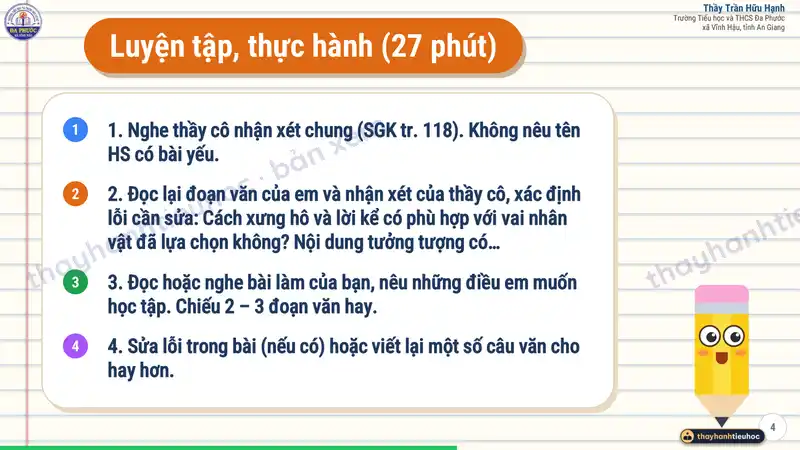 Thầy Trần Hữu Hạnh
Trường Tiểu học và THCS Đa Phước
xã Vĩnh Hậu, tỉnh An Giang
ĐA PHƯỚC
Luyện tập, thực hành (27 phút)
1
1. Nghe thầy cô nhận xét chung (SGK tr. 118). Không nêu tên
HS có bài yếu.
2
2. Đọc lại đoạn văn của em và nhận xét của thầy cô, xác định
lỗi cần sửa: Cách xưng hô và lời kể có phù hợp với vai nhân
vật đã lựa chọn không? Nội dung tưởng tượng có...
3
3. Đọc hoặc nghe bài làm của bạn, nêu những điều em muốn
học tập. Chiếu 2 – 3 đoạn văn hay.
4
4. Sửa lỗi trong bài (nếu có) hoặc viết lại một số câu văn cho
hay hơn.
thayhanhtieuhoc · bản xem
thayhanhtieu
thayhanhtieuhoc
4